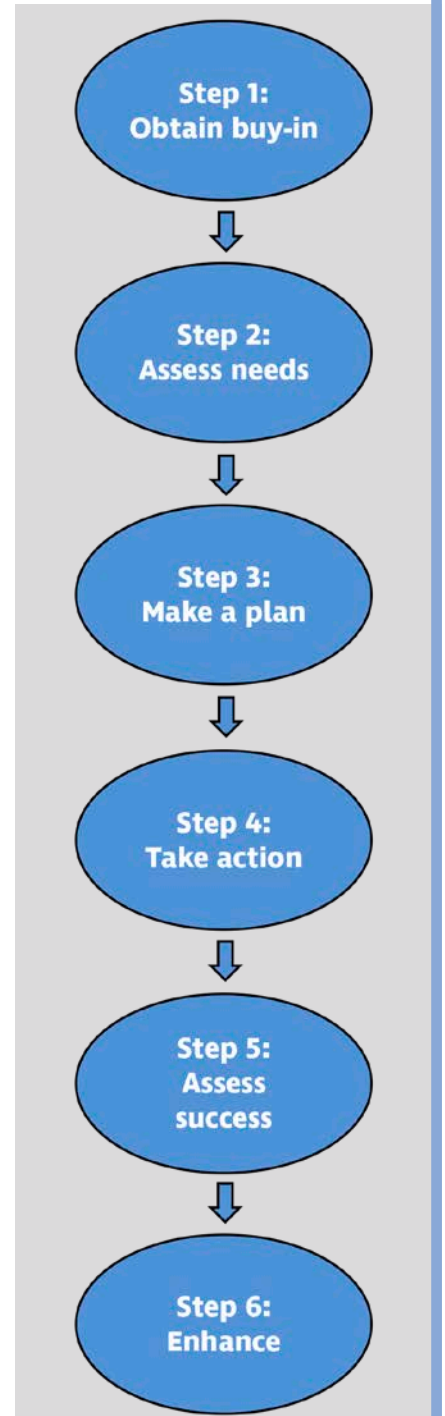 Step 1:
Obtain buy-in
Step 2:
Assess needs
Step 3:
Make a plan
Step 4:
Take action
Step 5:
Assess
success
Step 6:
Enhance